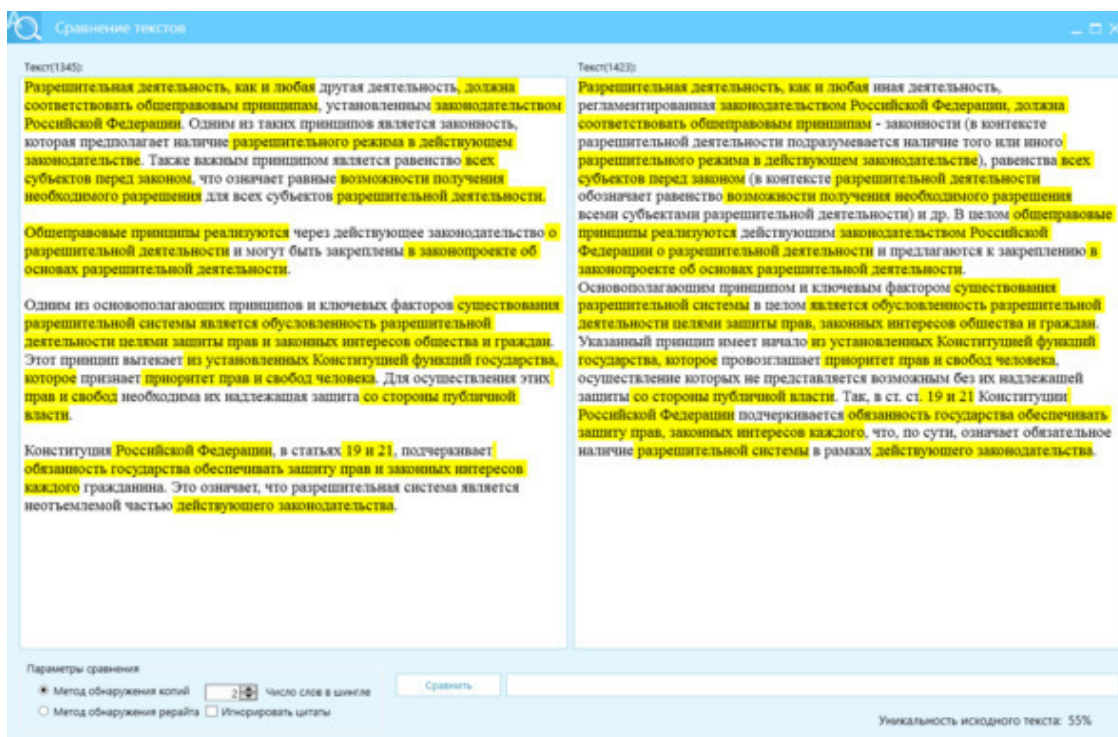 Сравнение текстов
Текст(1345):
Разрешительная деятельность, как и любая другая деятельность, должна
соответствовать общеправовым принципам, установленным законодательством
Российской Федерации. Одним из таких принципов является законность,
которая предполагает наличие разрешительного режима в действующем
законодательстве. Также важным принципом является равенство всех
субъектов перед законом, что означает равные возможности получения
необходимого разрешения для всех субъектов разрешительной деятельности.
Общеправовые принципы реализуются через действующее законодательство о
разрешительной деятельности и могут быть закреплены в законопроекте об
основах разрешительной деятельности.
Одним из основополагающих принципов и ключевых факторов существования
разрешительной системы является обусловленность разрешительной
деятельности целями защиты прав и законных интересов общества и граждан.
Этот принцип вытекает из установленных Конституцией функций государства,
которое признает приоритет прав и свобод человека. Для осуществления этих
прав и свобод необходима их надлежащая защита со стороны публичной
власти.
Конституция Российской Федерации, в статьях 19 и 21, подчеркивает
обязанность государства обеспечивать защиту прав и законных интересов
каждого гражданина. Это означает, что разрешительная система является
неотъемлемой частью действующего законодательства.
Текст(1423):
Разрешительная деятельность, как и любая иная деятельность,
регламентированная законодательством Российской Федерации, должна
соответствовать общеправовым принципам - законности (в контексте
разрешительной деятельности подразумевается наличие того или иного
разрешительного режима в действующем законодательстве), равенства всех
субъектов перед законом (в контексте разрешительной деятельности
обозначает равенство возможности получения необходимого разрешения
всеми субъектами разрешительной деятельности) и др. В целом общеправовые
принципы реализуются действующим законодательством Российской
Федерации о разрешительной деятельности и предлагаются к закреплению в
законопроекте об основах разрешительной деятельности.
Основополагающим принципом и ключевым фактором существования
разрешительной системы в целом является обусловленность разрешительной
деятельности целями защиты прав, законных интересов общества и граждан.
Указанный принцип имеет начало из установленных Конституцией функций
государства, которое провозглашает приоритет прав и свобод человека,
осуществление которых не представляется возможным без их надлежащей
защиты со стороны публичной власти. Так, в ст. ст. 19 и 21 Конституции
Российской Федерации подчеркивается обязанность государства обеспечивать
защиту прав, законных интересов каждого, что, по сути, означает обязательное
наличие разрешительной системы в рамках действующего законодательства.
Параметры сравнения
Метод обнаружения копий 2 Число слов в шингле
Метод обнаружения рерайта Игнорировать цитаты
Сравнить
Уникальность исходного текста: 55%